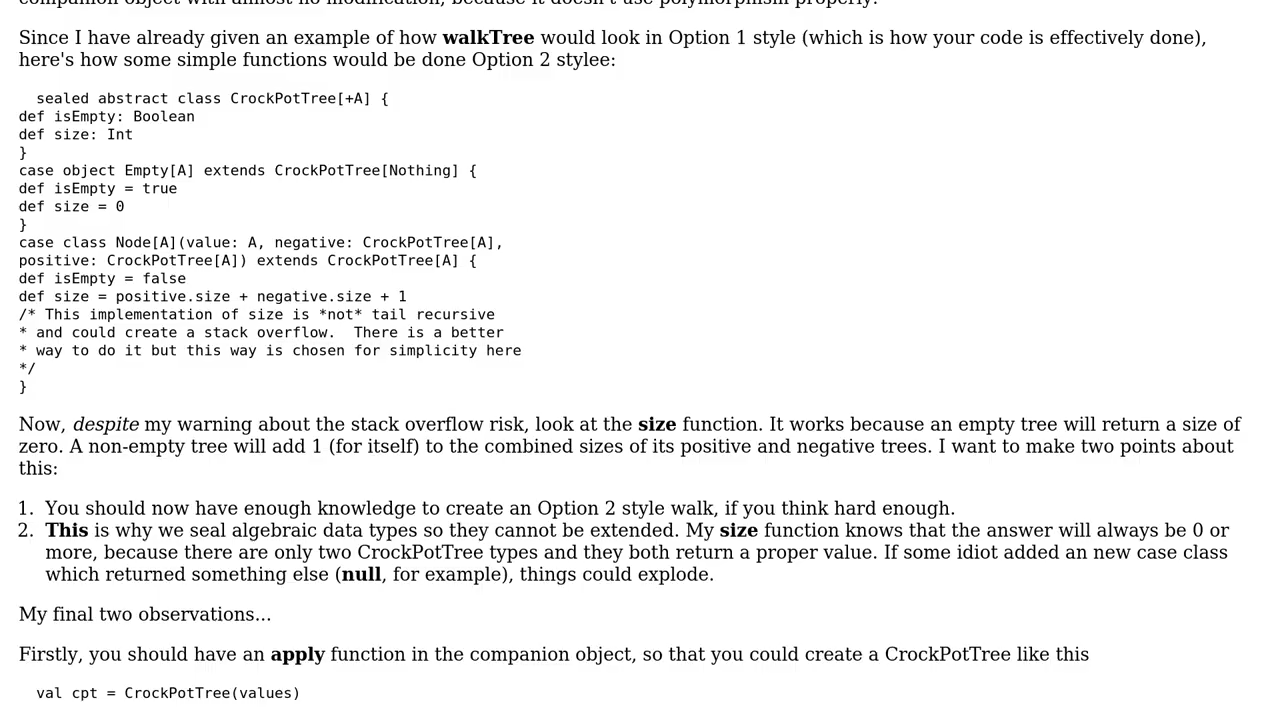 companion object with almost no modification, because it doesn't use polymorphism properly.
Since I have already given an example of how walkTree would look in Option 1 style (which is how your code is effectively done),
here's how some simple functions would be done Option 2 stylee:
sealed abstract class CrockPotTree[+A] {
def isEmpty: Boolean
def size: Int
}
case object Empty[A] extends CrockPotTree[Nothing] {
def isEmpty = true
def size = 0
}
case class Node[A](value: A, negative: CrockPotTree[A],
positive: CrockPotTree[A]) extends CrockPotTree[A] {
def isEmpty = false
def size = positive.size + negative.size + 1
/* This implementation of size is *not* tail recursive
* and could create a stack overflow.  There is a better
* way to do it but this way is chosen for simplicity here
*/
}
Now, despite my warning about the stack overflow risk, look at the size function. It works because an empty tree will return a size of
zero. A non-empty tree will add 1 (for itself) to the combined sizes of its positive and negative trees. I want to make two points about
this:
1. You should now have enough knowledge to create an Option 2 style walk, if you think hard enough.
2. This is why we seal algebraic data types so they cannot be extended. My size function knows that the answer will always be 0 or
more, because there are only two CrockPotTree types and they both return a proper value. If some idiot added an new case class
which returned something else (null, for example), things could explode.
My final two observations...
Firstly, you should have an apply function in the companion object, so that you could create a CrockPotTree like this
val cpt = CrockPotTree(values)